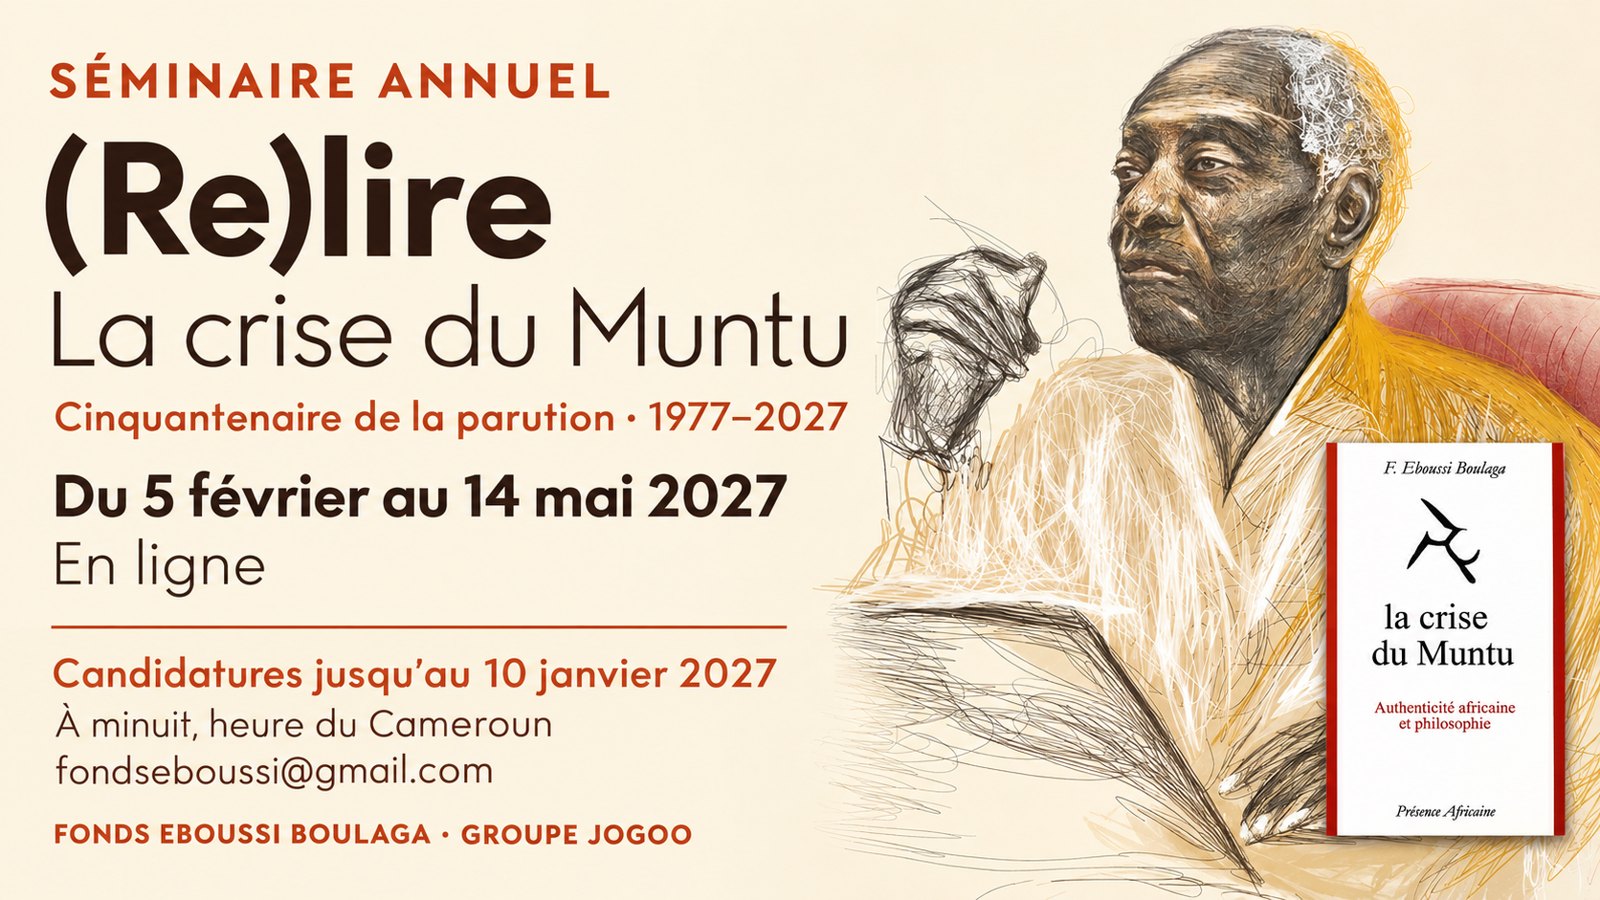 SÉMINAIRE ANNUEL
(Re)lire
La crise du Muntu
Cinquantenaire de la parution • 1977–2027
Du 5 février au 14 mai 2027
En ligne
Candidatures jusqu’au 10 janvier 2027
À minuit, heure du Cameroun
fondseboussi@gmail.com
FONDS EBOUSSI BOULAGA • GROUPE JOGOO
F. Eboussi Boulaga
la crise
du Muntu
Authenticité africaine
et philosophie
Présence Africaine